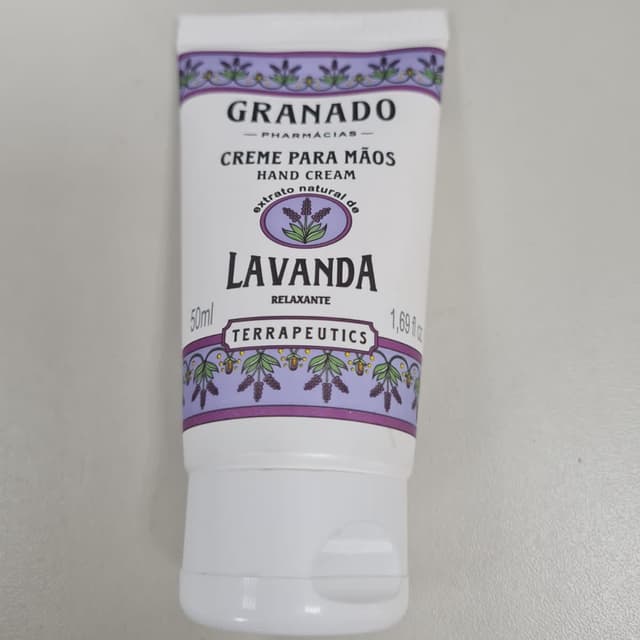 GRANADO
PHARMÁCIAS
CREME PARA MÃOS
HAND CREAM
extrato natural de
LAVANDA
RELAXANTE
50ml 1,69 fl oz
TERRAPEUTICS